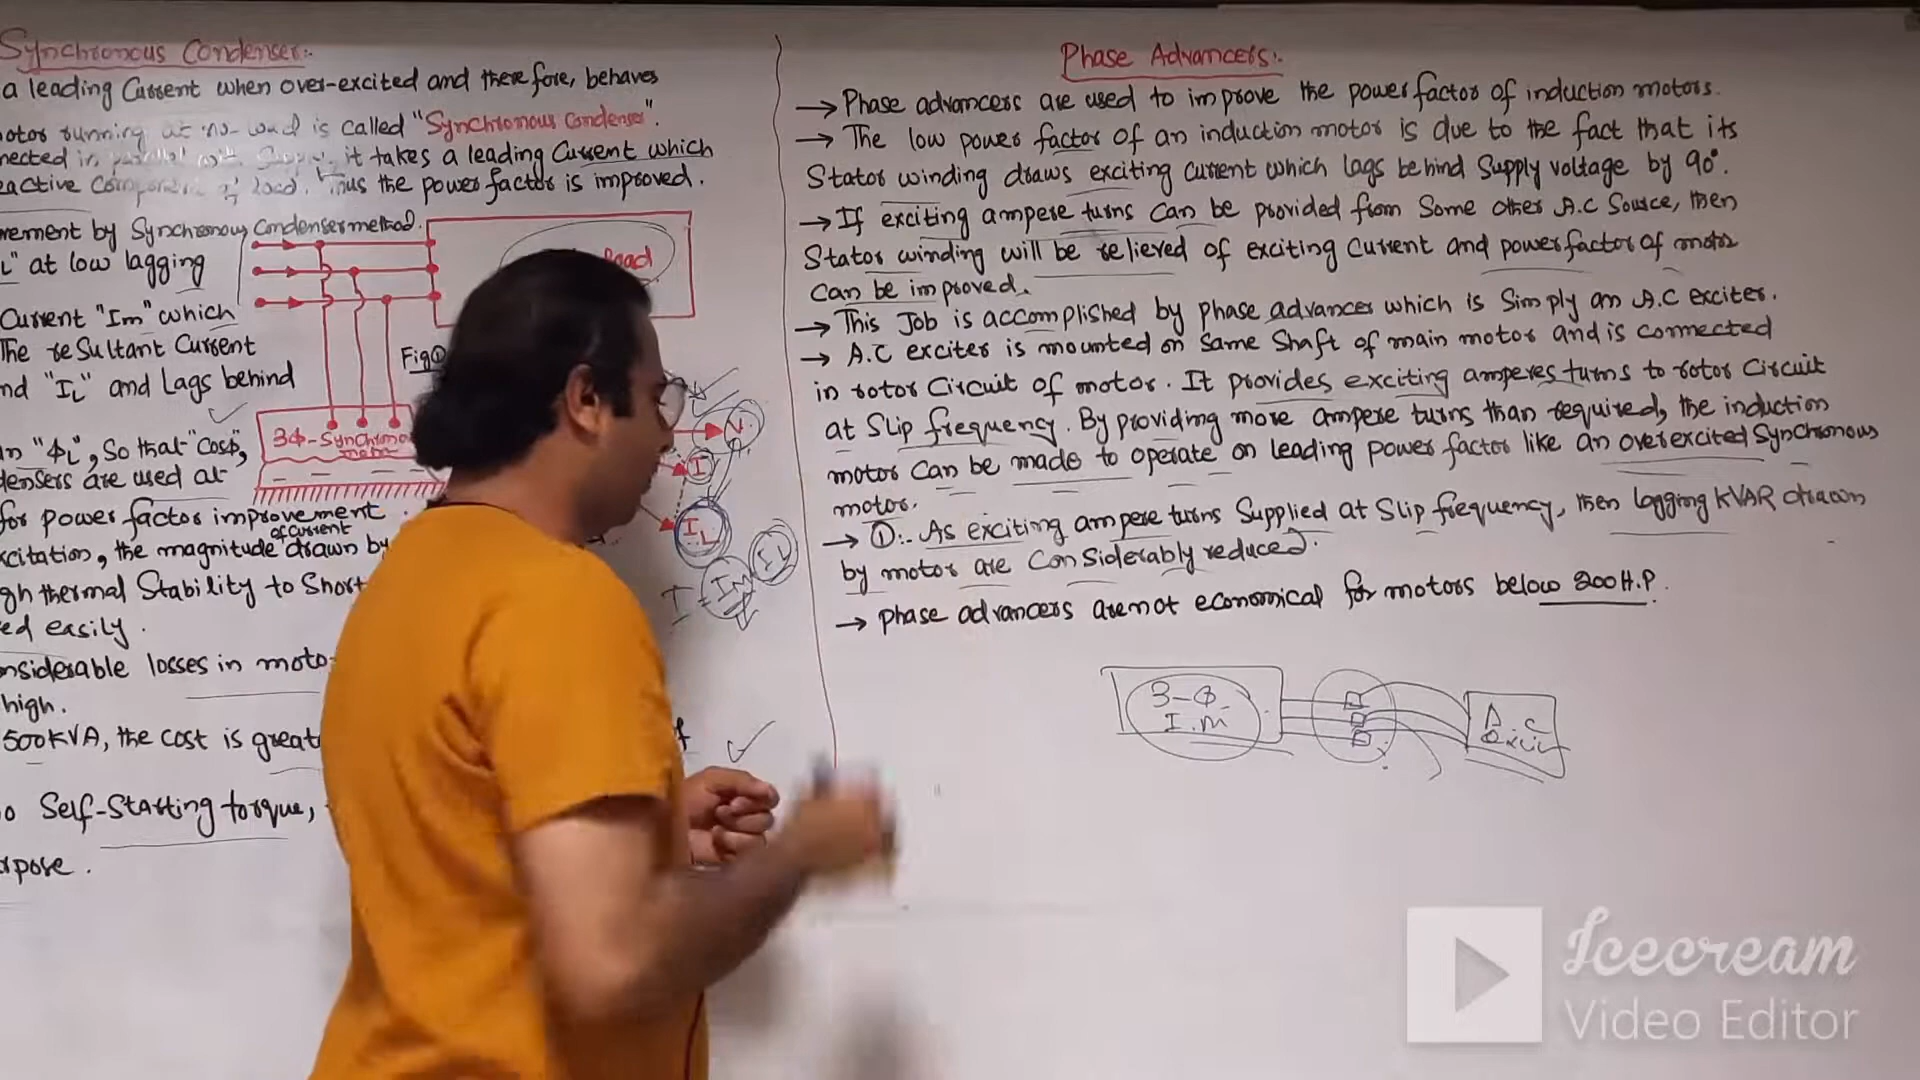 Synchronous Condenser:-
a leading Current when over-excited and therefore, behaves
otor running at no-load is called "Synchronous Condenser".
nected in parallel it takes a leading Current which
eactive Component of load. Thus the power factor is improved.
vement by Synchronous Condenser method.
L" at low lagging
Load
Current "Im" which
The resultant Current
Fig ①
nd "IL" and Lags behind
3Φ-Synchrono
In "ΦL", So that "CosΦ,
densers are used at
for power factor improvement.
of current
xcitation, the magnitude drawn by
gh thermal Stability to Short
ed easily.
nsiderable losses in moto
high.
500KVA, the cost is great
o Self-Starting torque,
rpose.
V
I
IL
I = Im IL
Phase Advancers:-
→ Phase advancers are used to improve the power factor of induction motors.
→ The low power factor of an induction motor is due to the fact that its
Stator winding draws exciting current which lags behind Supply voltage by 90°.
→ If exciting ampere turns can be provided from Some other A.C Source, then
Stator winding will be relieved of exciting Current and power factor of motor
can be improved.
→ This Job is accomplished by phase advancer which is Simply an A.C exciter.
→ A.C exciter is mounted on Same Shaft of main motor and is connected
in rotor Circuit of motor. It provides exciting amperes turns to rotor Circuit
at Slip frequency. By providing more ampere turns than required, the induction
motor can be made to operate on leading power factor like an overexcited Synchronous
motor.
→ ①:- As exciting ampere turns Supplied at Slip frequency, then lagging KVAR drawn
by motor are Considerably reduced.
→ phase advancers are not economical for motors below 200 H.P.
3-Φ
I.M
A.C
Icecream
Video Editor